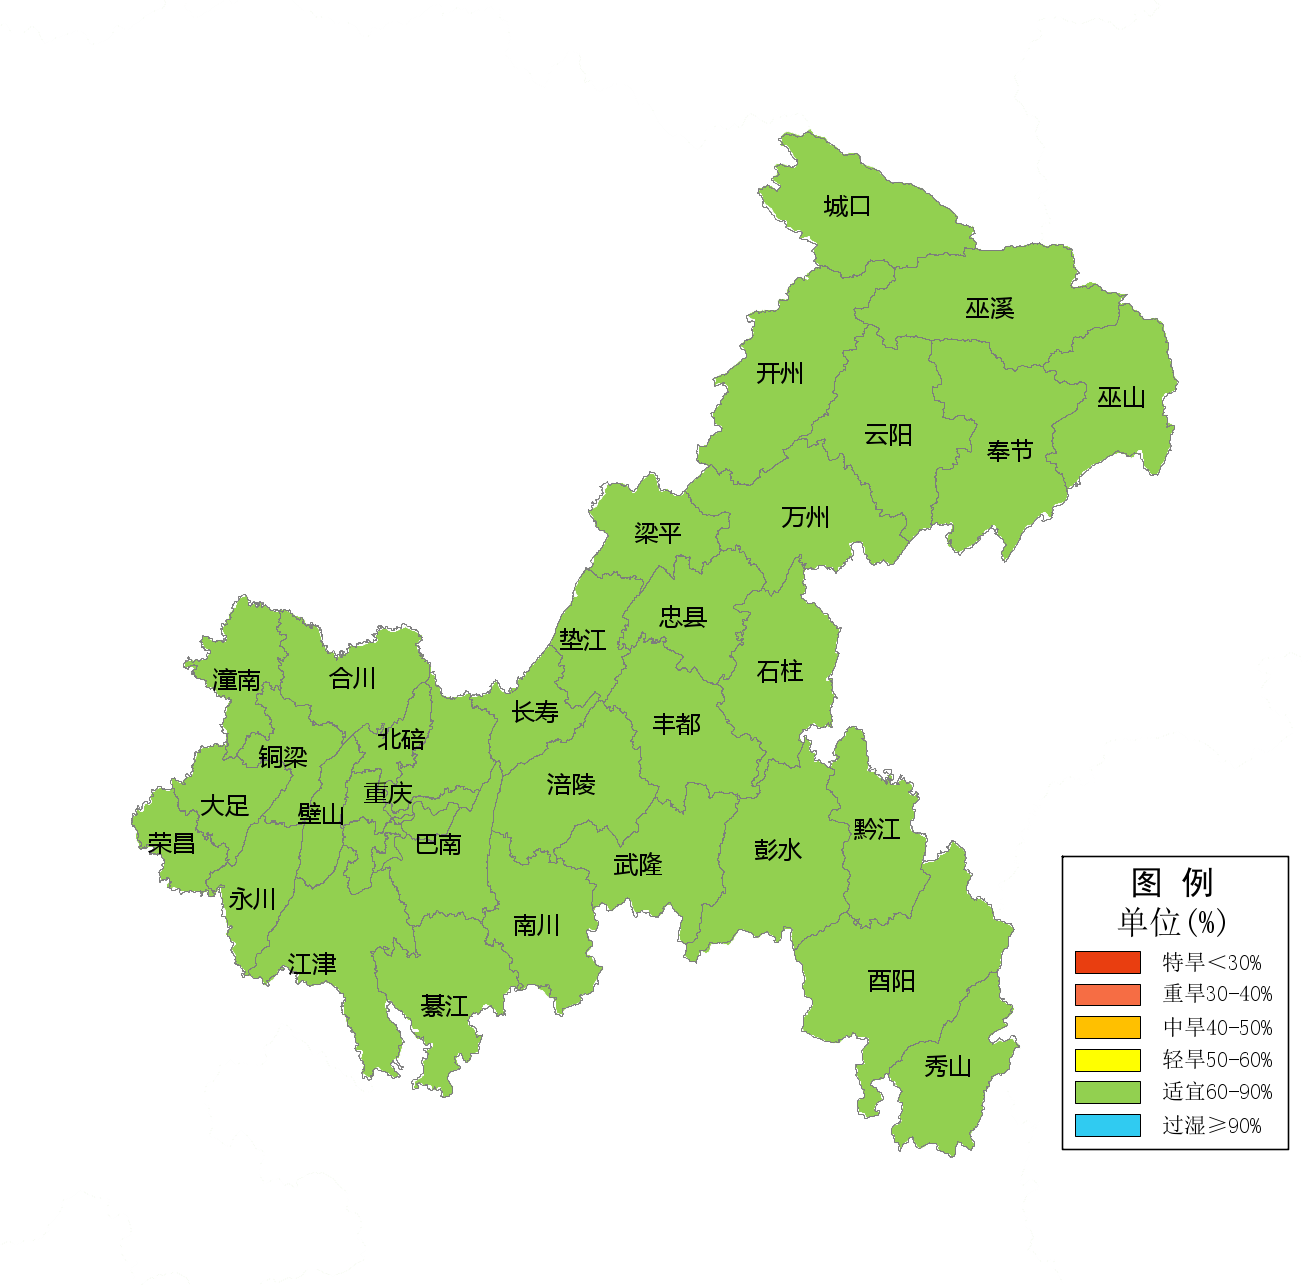 城口
巫溪
开州
巫山
云阳
奉节
万州
梁平
忠县
垫江
石柱
潼南
合川
长寿
丰都
北碚
铜梁
涪陵
重庆
大足
璧山
黔江
荣昌
巴南
彭水
武隆
永川
南川
江津
酉阳
綦江
秀山
图 例
单位(%)
特旱<30%
重旱30-40%
中旱40-50%
轻旱50-60%
适宜60-90%
过湿≥90%